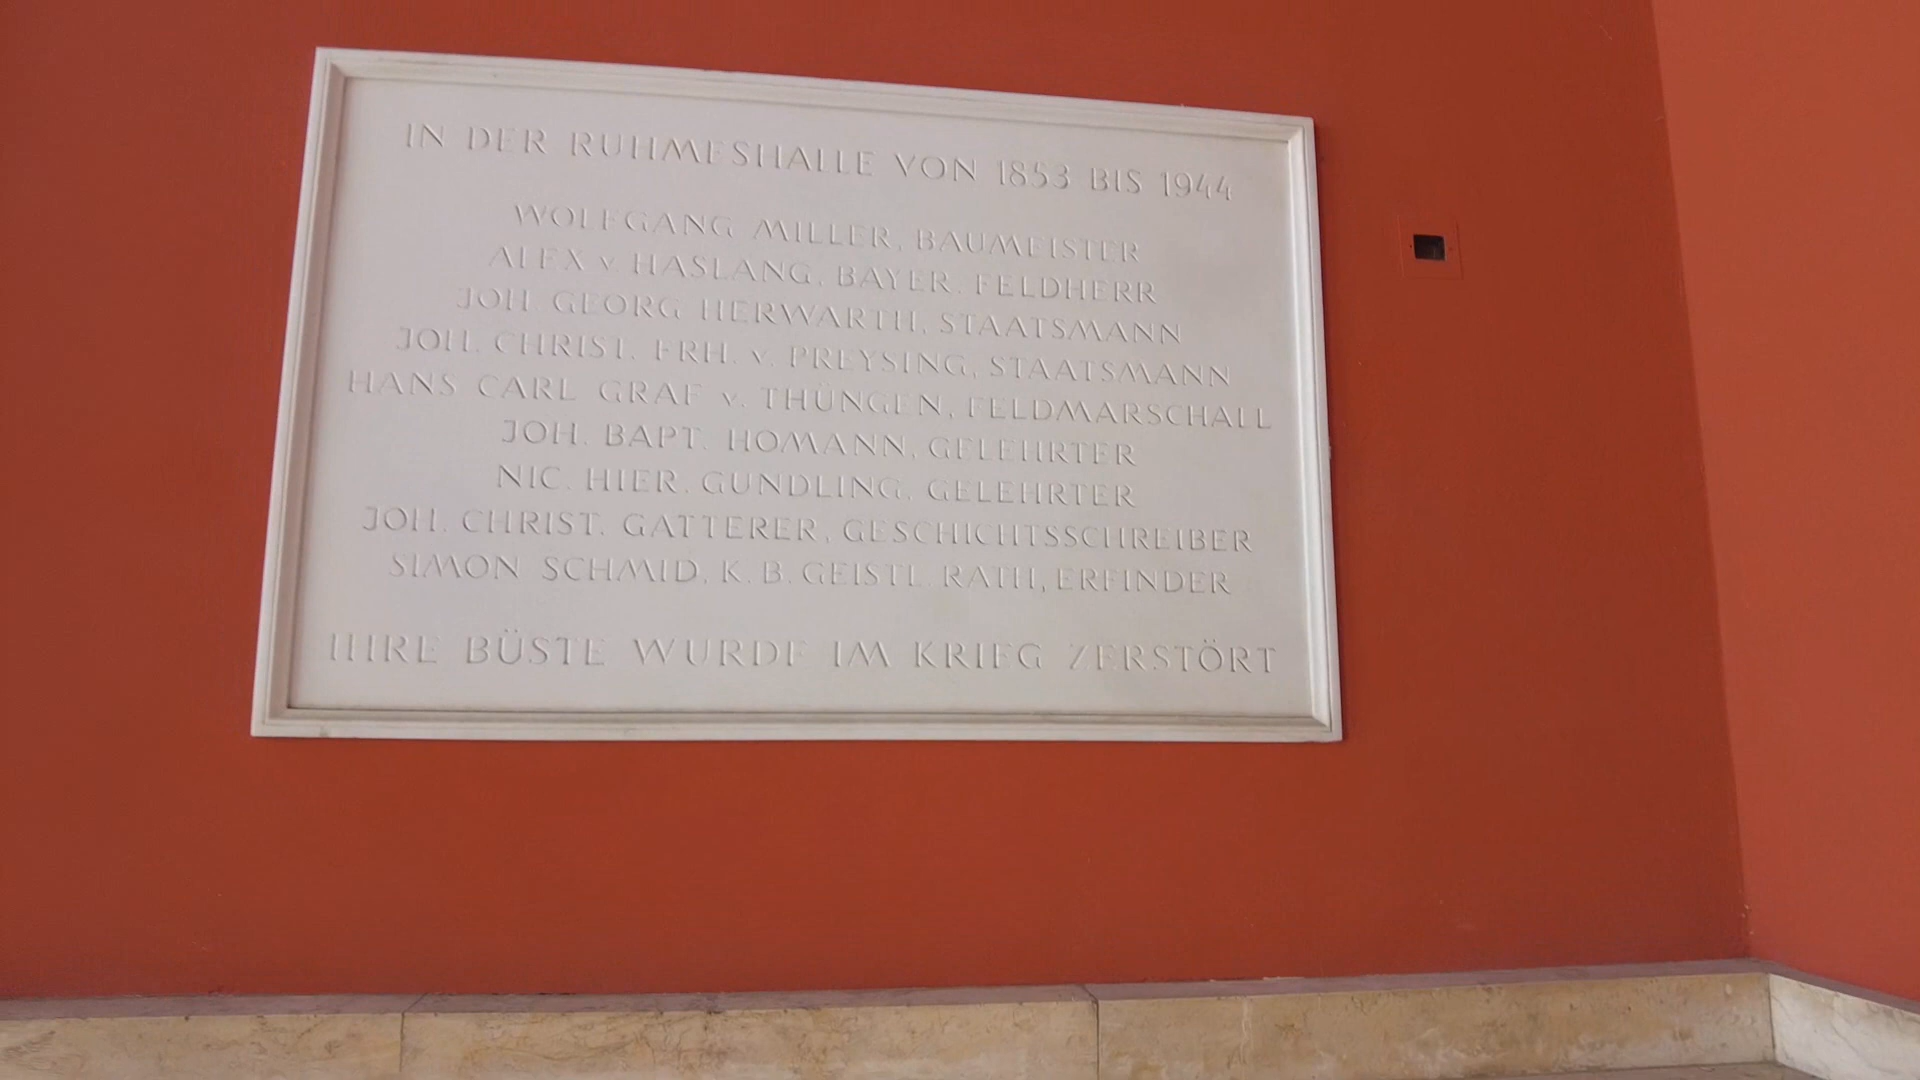 IN DER RUHMESHALLE VON 1853 BIS 1944
WOLFGANG MILLER, BAUMEISTER
ALEX v. HASLANG, BAYER. FELDHERR
JOH. GEORG HERWARTH, STAATSMANN
JOH. CHRIST. FRH. v. PREYSING, STAATSMANN
HANS CARL GRAF v. THÜNGEN, FELDMARSCHALL
JOH. BAPT. HOMANN, GELEHRTER
NIC. HIER. GUNDLING, GELEHRTER
JOH. CHRIST. GATTERER, GESCHICHTSSCHREIBER
SIMON SCHMID, K. B. GEISTL. RATH, ERFINDER
IHRE BÜSTE WURDE IM KRIEG ZERSTÖRT